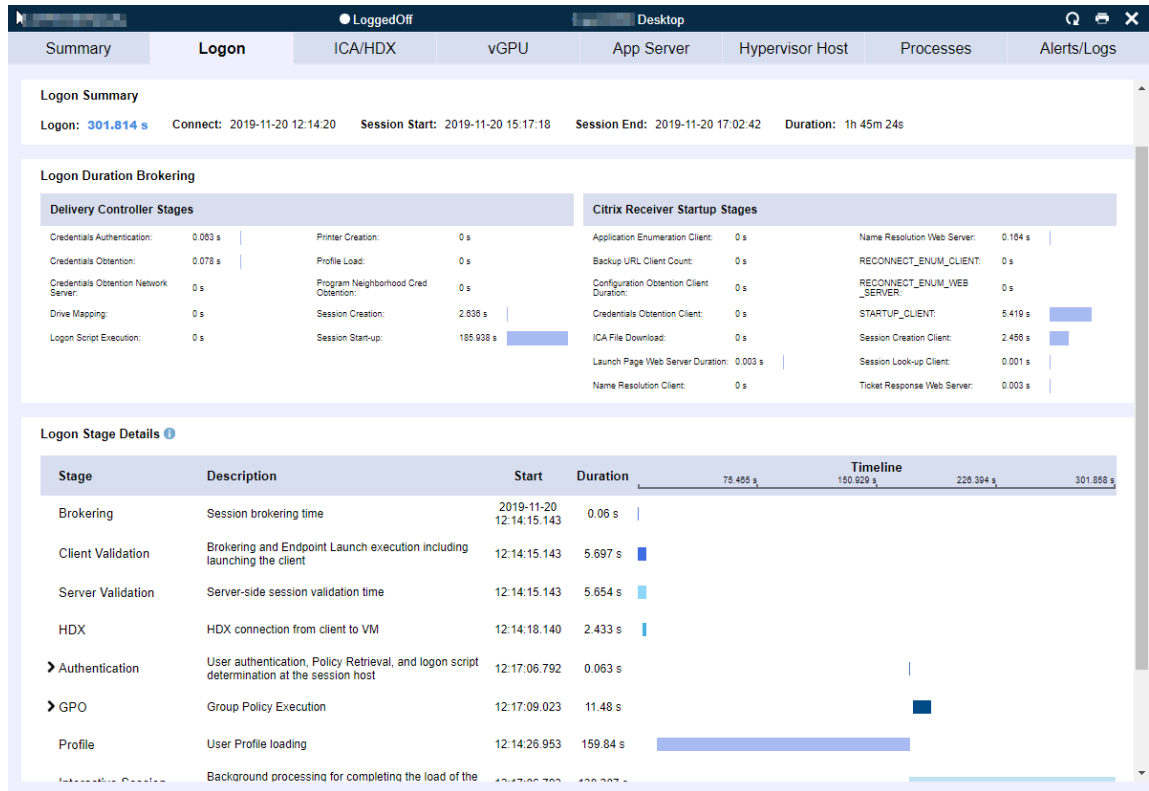 LoggedOff
Desktop
Summary
Logon
ICA/HDX
vGPU
App Server
Hypervisor Host
Processes
Alerts/Logs
Logon Summary
Logon: 301.814 s Connect: 2019-11-20 12:14:20 Session Start: 2019-11-20 15:17:18 Session End: 2019-11-20 17:02:42 Duration: 1h 45m 24s
Logon Duration Brokering
Delivery Controller Stages
Credentials Authentication: 0.063 s
Printer Creation: 0 s
Credentials Obtention: 0.078 s
Profile Load: 0 s
Credentials Obtention Network
Server: 0 s
Program Neighborhood Cred
Obtention: 0 s
Drive Mapping: 0 s
Session Creation: 2.636 s
Logon Script Execution: 0 s
Session Start-up: 185.938 s
Citrix Receiver Startup Stages
Application Enumeration Client: 0 s
Name Resolution Web Server: 0.164 s
Backup URL Client Count: 0 s
RECONNECT_ENUM_CLIENT: 0 s
Configuration Obtention Client
Duration: 0 s
RECONNECT_ENUM_WEB
_SERVER: 0 s
Credentials Obtention Client: 0 s
STARTUP_CLIENT: 5.419 s
ICA File Download: 0 s
Session Creation Client: 2.456 s
Launch Page Web Server Duration: 0.003 s
Session Look-up Client: 0.001 s
Name Resolution Client: 0 s
Ticket Response Web Server: 0.003 s
Logon Stage Details
Stage Description Start Duration Timeline
75.465 s 150.929 s 226.394 s 301.858 s
Brokering Session brokering time 2019-11-20
12:14:15.143 0.06 s
Client Validation Brokering and Endpoint Launch execution including
launching the client 12:14:15.143 5.697 s
Server Validation Server-side session validation time 12:14:15.143 5.654 s
HDX HDX connection from client to VM 12:14:18.140 2.433 s
Authentication User authentication, Policy Retrieval, and logon script
determination at the session host 12:17:06.792 0.063 s
GPO Group Policy Execution 12:17:09.023 11.48 s
Profile User Profile loading 12:14:26.953 159.84 s
Interactive Session Background processing for completing the load of the